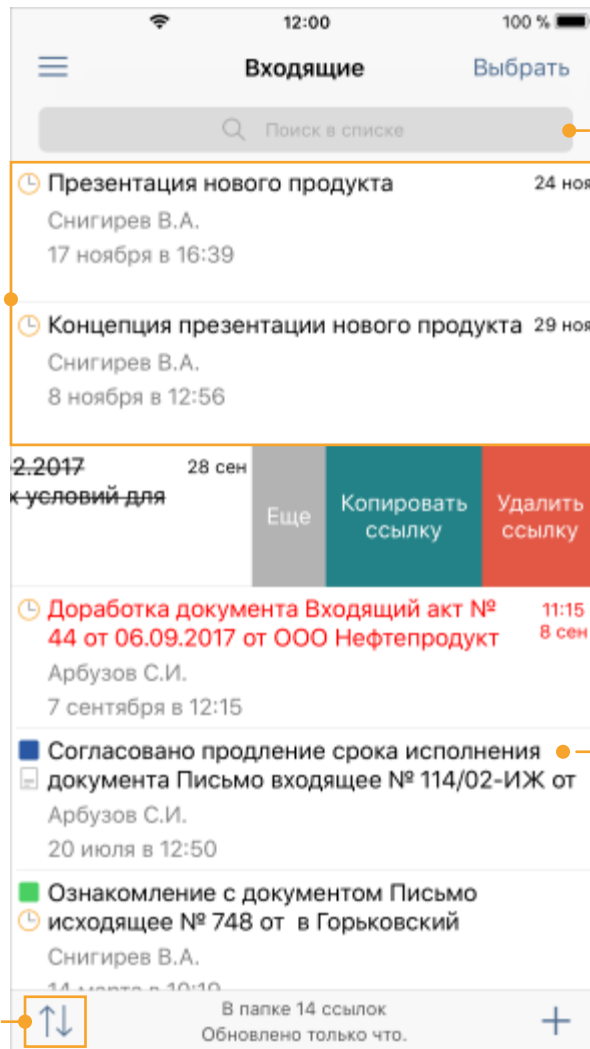 12:00 100 %
Входящие Выбрать
Поиск в списке
Презентация нового продукта 24 ноя
Снигирев В.А.
17 ноября в 16:39
Концепция презентации нового продукта 29 ноя
Снигирев В.А.
8 ноября в 12:56
2.2017 28 сен
к условий для
Еще
Копировать
ссылку
Удалить
ссылку
Доработка документа Входящий акт № 11:15
44 от 06.09.2017 от ООО Нефтепродукт 8 сен
Арбузов С.И.
7 сентября в 12:15
Согласовано продление срока исполнения
документа Письмо входящее № 114/02-ИЖ от
Арбузов С.И.
20 июля в 12:50
Ознакомление с документом Письмо
исходящее № 748 от в Горьковский
Снигирев В.А.
14 марта в 10:19
В папке 14 ссылок
Обновлено только что.